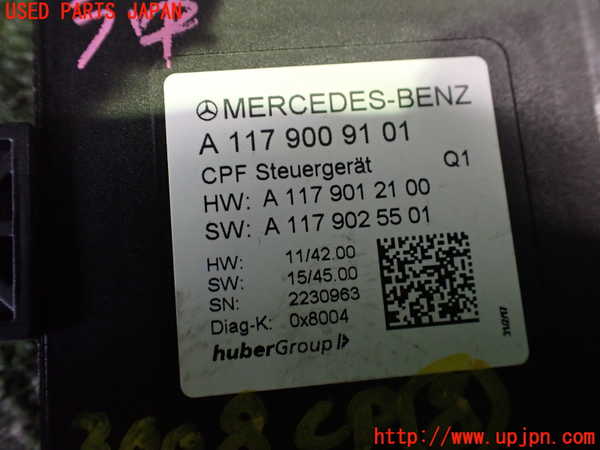 USED PARTS JAPAN
MERCEDES-BENZ
A 117 900 91 01
CPF Steuergerät Q1
HW: A 117 901 21 00
SW: A 117 902 55 01
HW: 11/42.00
SW: 15/45.00
SN: 2230963
Diag-K: 0x8004
huberGroup
http://www.upjpn.com/